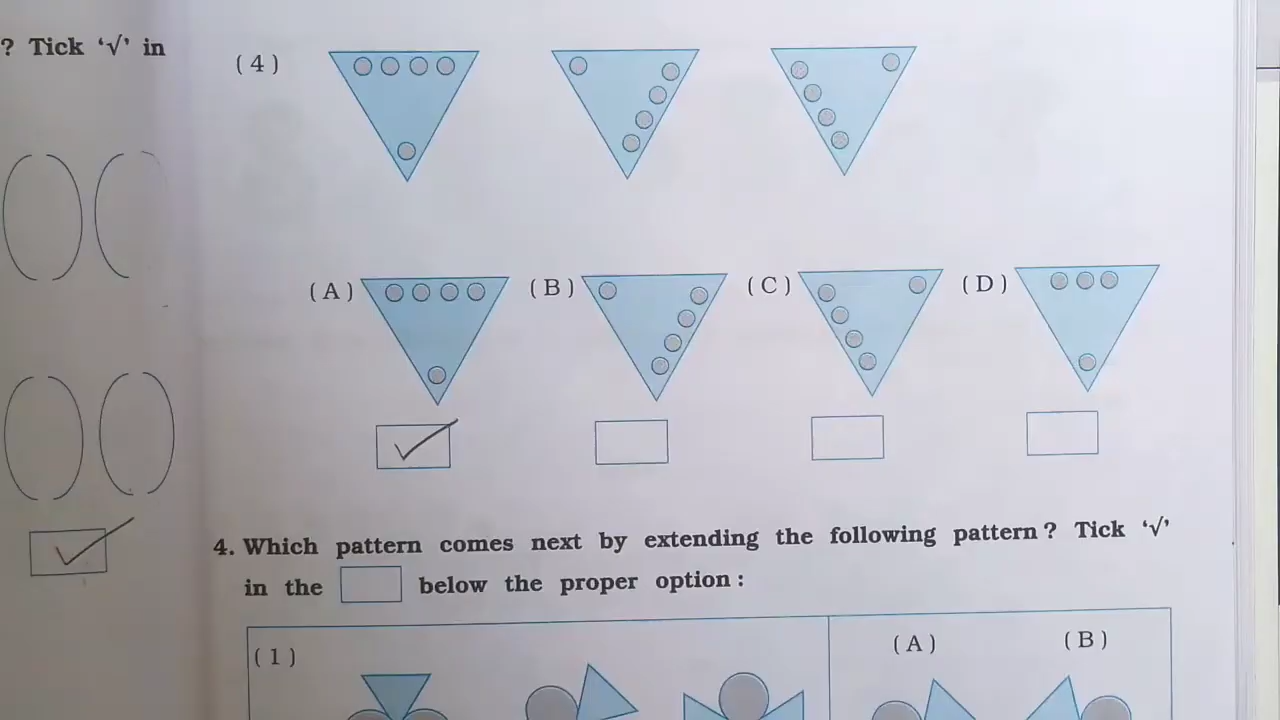 ? Tick ‘√’ in
( 4 )
( A ) ( B ) ( C ) ( D )
4. Which pattern comes next by extending the following pattern ? Tick ‘√’
in the below the proper option :
( 1 ) ( A ) ( B )